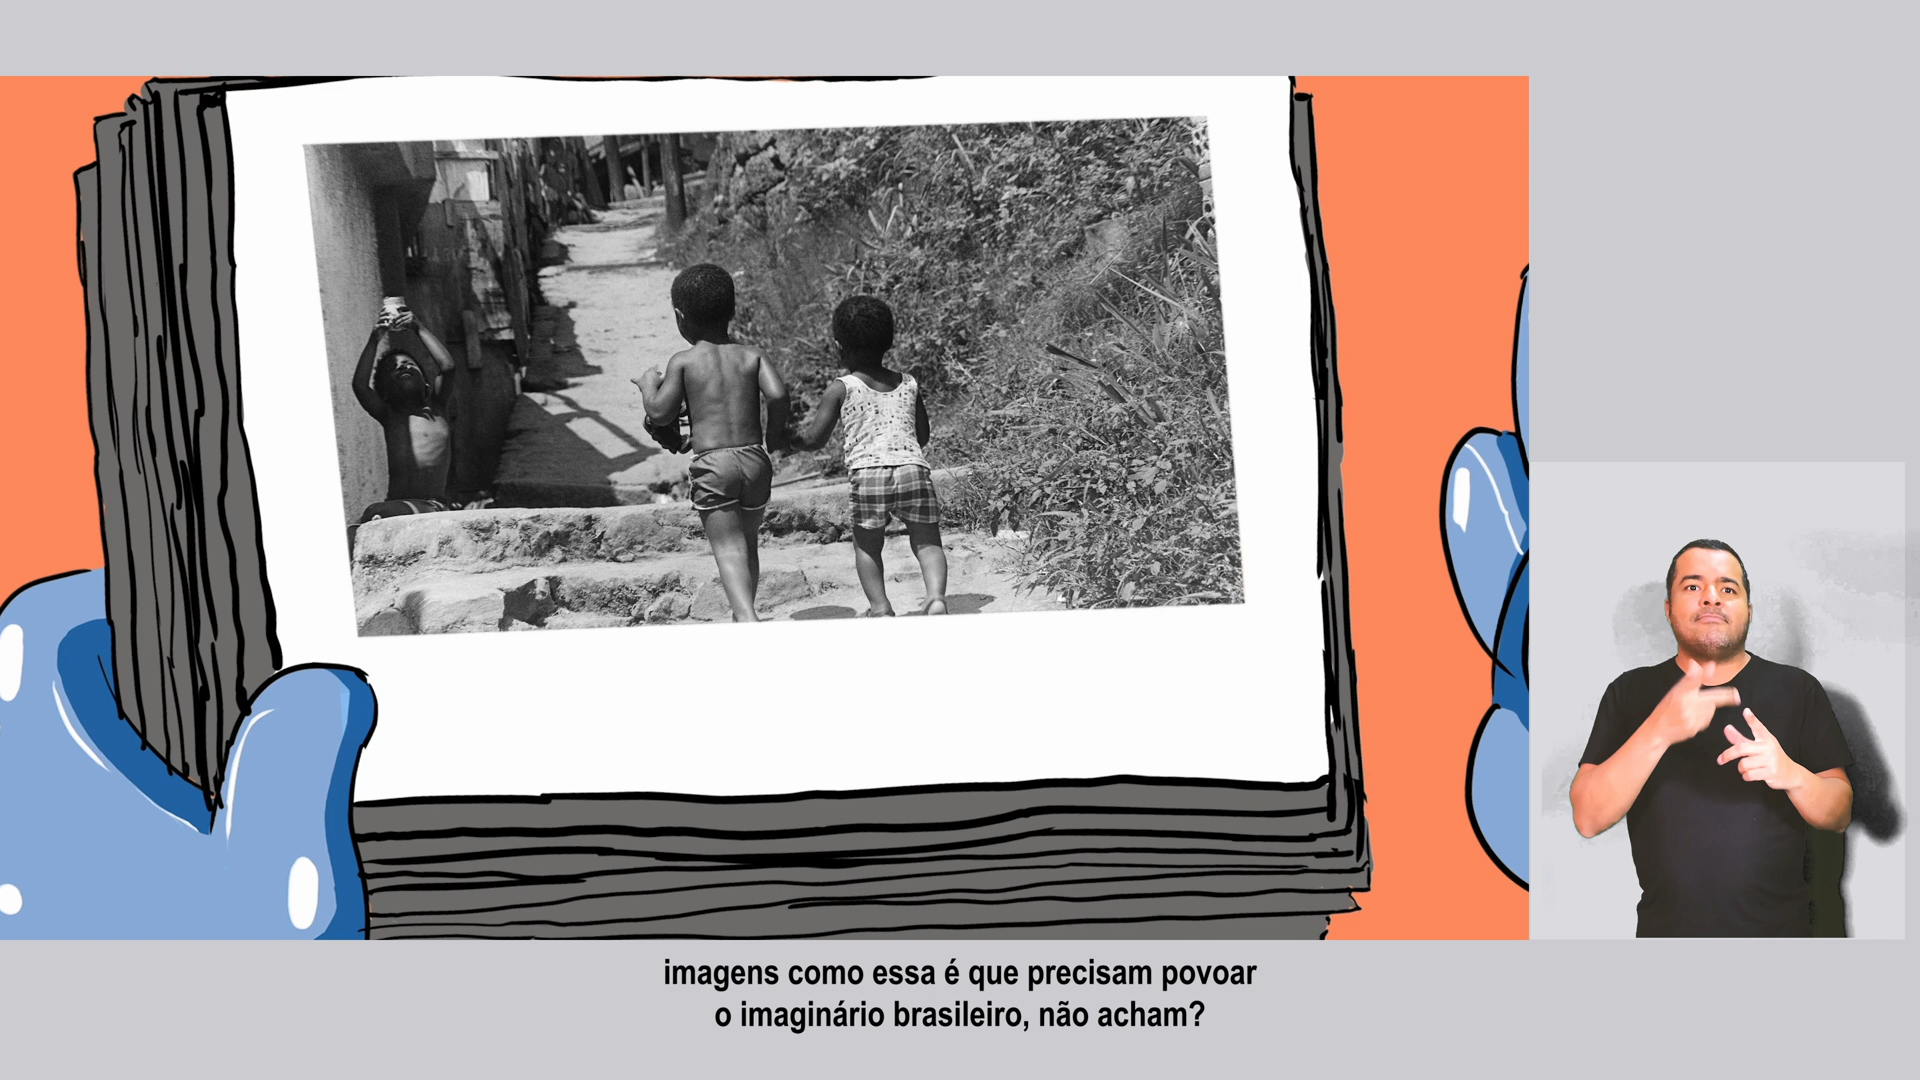 imagens como essa é que precisam povoar
o imaginário brasileiro, não acham?